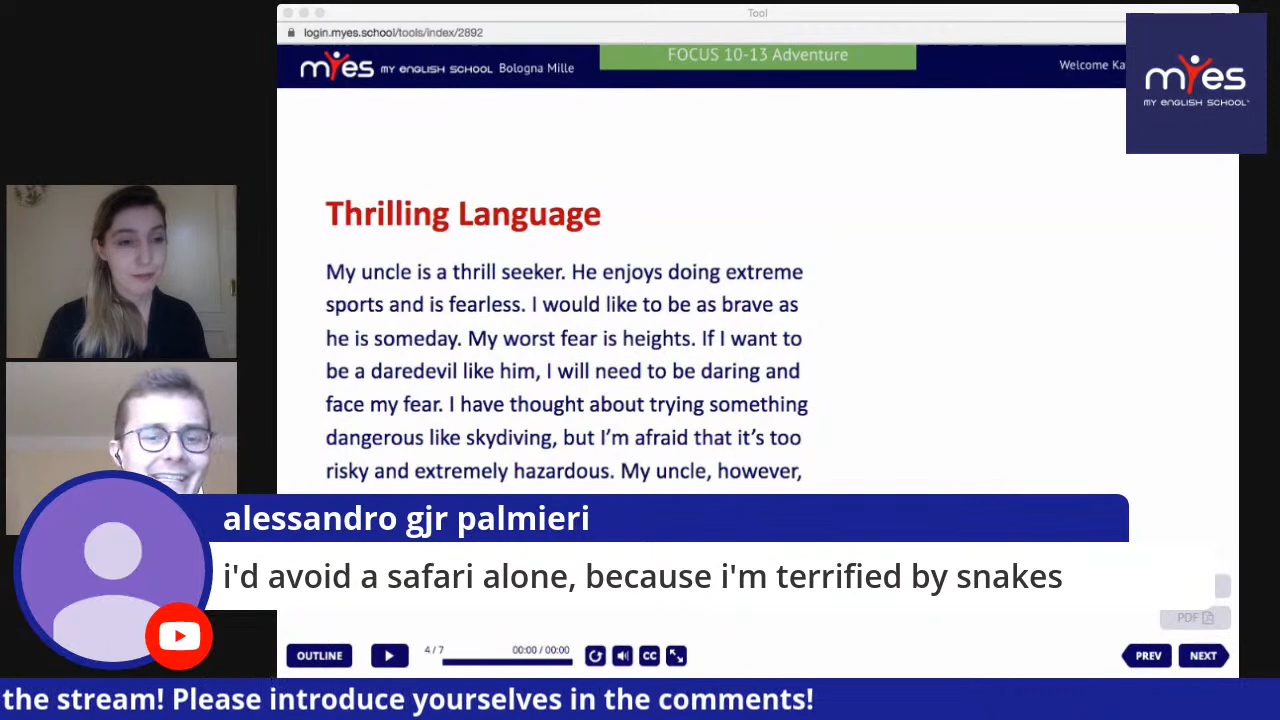 Tool
login.myes.school/tools/index/2892
myes MY ENGLISH SCHOOL Bologna Mille
FOCUS 10-13 Adventure
Welcome Ka
myes
MY ENGLISH SCHOOL
Thrilling Language
My uncle is a thrill seeker. He enjoys doing extreme
sports and is fearless. I would like to be as brave as
he is someday. My worst fear is heights. If I want to
be a daredevil like him, I will need to be daring and
face my fear. I have thought about trying something
dangerous like skydiving, but I'm afraid that it's too
risky and extremely hazardous. My uncle, however,
alessandro gjr palmieri
i'd avoid a safari alone, because i'm terrified by snakes
PDF
OUTLINE
4 / 7
00:00 / 00:00
CC
PREV
NEXT
the stream! Please introduce yourselves in the comments!